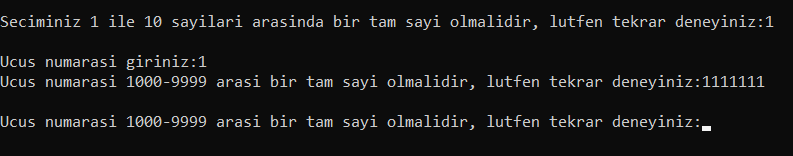 Seciminiz 1 ile 10 sayilari arasinda bir tam sayi olmalidir, lutfen tekrar deneyiniz:1
Ucus numarasi giriniz:1
Ucus numarasi 1000-9999 arasi bir tam sayi olmalidir, lutfen tekrar deneyiniz:1111111
Ucus numarasi 1000-9999 arasi bir tam sayi olmalidir, lutfen tekrar deneyiniz: